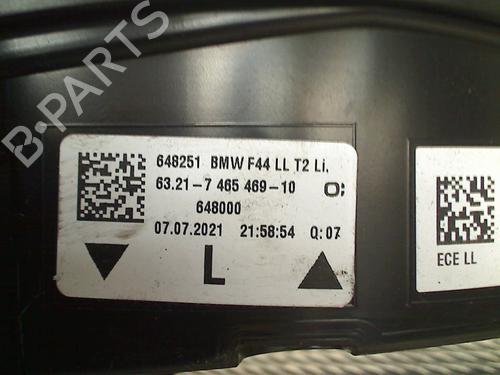 B-PARTS
648251 BMW F44 LL T2 Li.
63.21-7 465 469-10 O:
648000
07.07.2021 21:58:54 Q:07
L
ECE LL